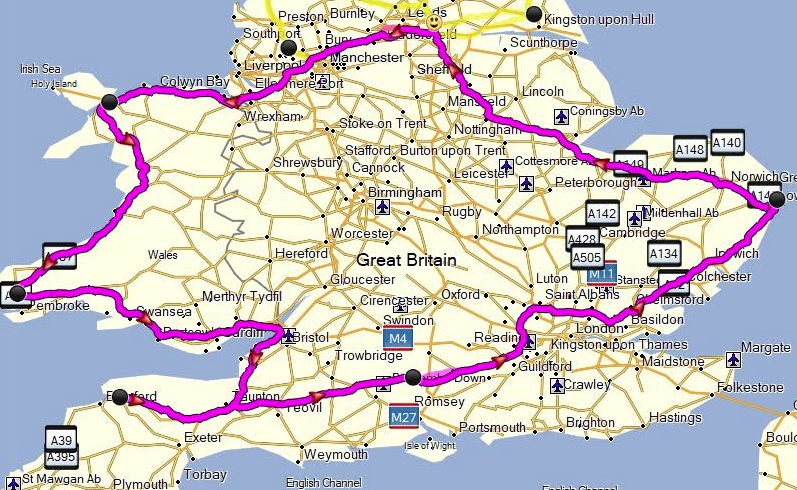 Preston
Burnley
Leeds
Kingston upon Hull
Southport
Bury
Scunthorpe
Irish Sea
Liverpool
Manchester
Sheffield
Holy Island
Colwyn Bay
Ellesmere Port
Lincoln
Mansfield
Coningsby Ab
Wrexham
Stoke on Trent
Nottingham
A148
A140
Stafford
Burton upon Trent
A149
Shrewsbury
Cannock
Leicester
Cottesmore
Peterborough
Norwich
Birmingham
A142
Mildenhall Ab
Worcester
Rugby
Northampton
Cambridge
A428
Wales
Hereford
Great Britain
A505
A134
Ipswich
M11
Gloucester
Luton
Stanste
Colchester
Pembroke
Merthyr Tydfil
Cirencester
Oxford
Saint Albans
Chelmsford
Swansea
Swindon
Basildon
Cardiff
Bristol
M4
Reading
London
Trowbridge
Kingston upon Thames
Margate
Guildford
Maidstone
Down
Folkestone
Taunton
Yeovil
Romsey
Crawley
M27
Portsmouth
Brighton
Hastings
A39
Exeter
Isle of Wight
A395
Weymouth
St Mawgan Ab
Torbay
Plymouth
English Channel
English Channel